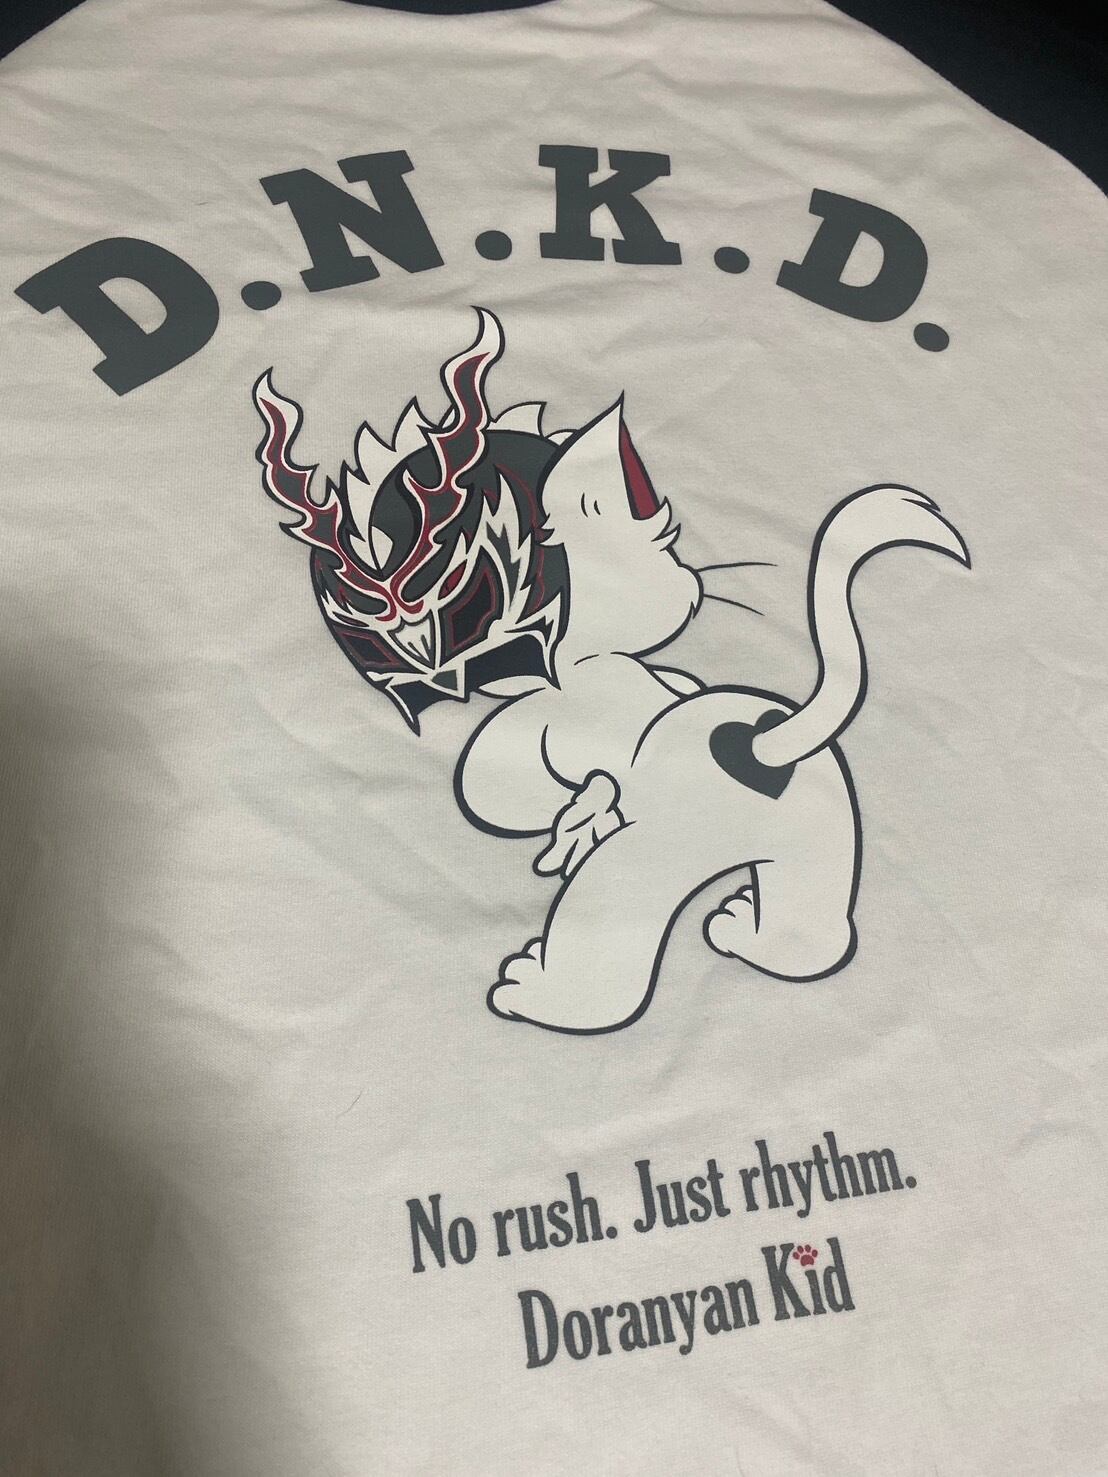 D.N.K.D.
No rush. Just rhythm.
Doranyan Kid